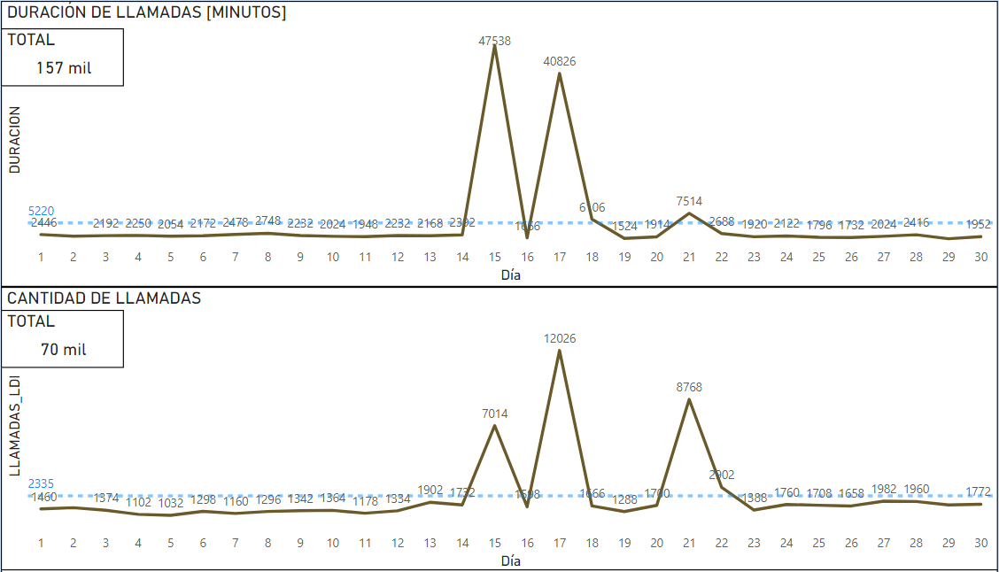 DURACIÓN DE LLAMADAS [MINUTOS]
TOTAL
157 mil
DURACION
5220
47538
40826
2446 2192 2250 2054 2172 2478 2748 2232 2024 1948 2232 2168 2392 6106 1524 1914 7514 2688 1920 2122 1796 1732 2024 2416 1952
1 2 3 4 5 6 7 8 9 10 11 12 13 14 15 16 17 18 19 20 21 22 23 24 25 26 27 28 29 30
Día
CANTIDAD DE LLAMADAS
TOTAL
70 mil
LLAMADAS_LDI
2335
12026
8768
7014
1460 1374 1102 1032 1298 1160 1296 1342 1364 1178 1334 1902 1732 1598 1666 1288 1700 2902 1388 1760 1708 1658 1982 1960 1772
1 2 3 4 5 6 7 8 9 10 11 12 13 14 15 16 17 18 19 20 21 22 23 24 25 26 27 28 29 30
Día